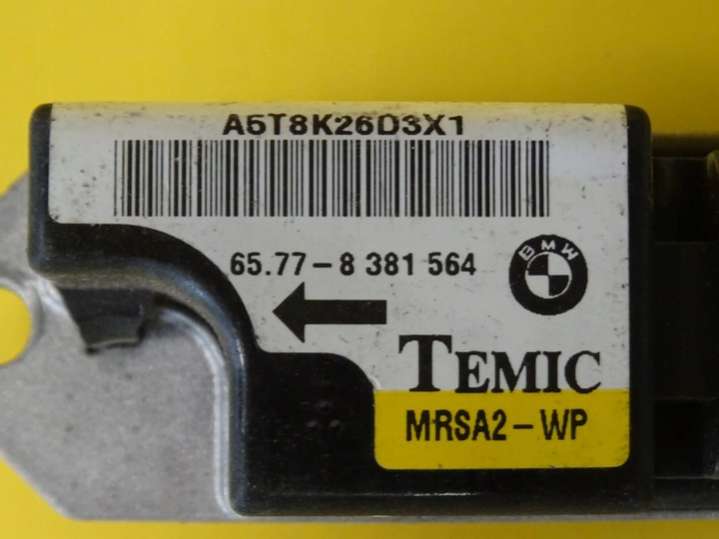 A5T8K26D3X1
65.77-8 381 564
BMW
TEMIC
MRSA2-WP